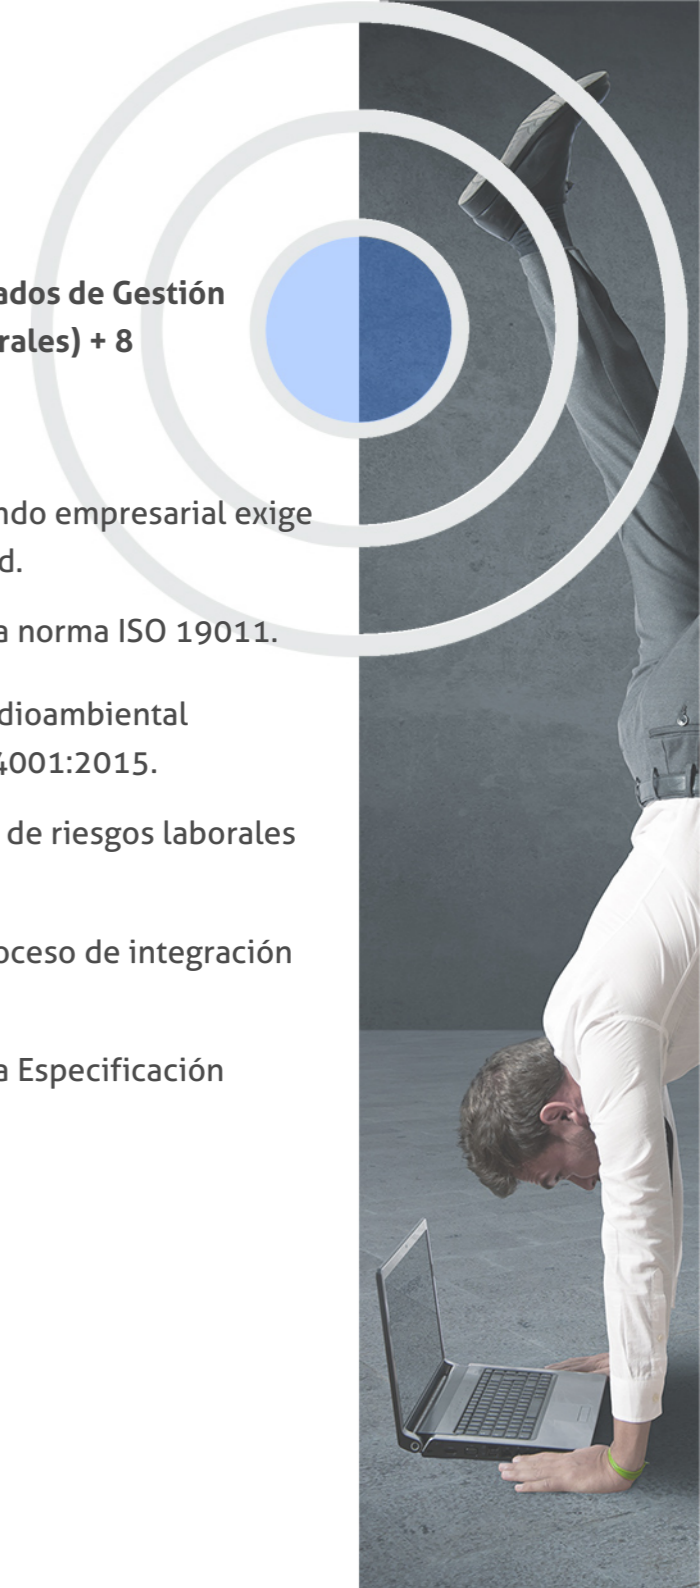 ados de Gestión
rales) + 8
ndo empresarial exige
d.
a norma ISO 19011.
dioambiental
4001:2015.
de riesgos laborales
oceso de integración
a Especificación